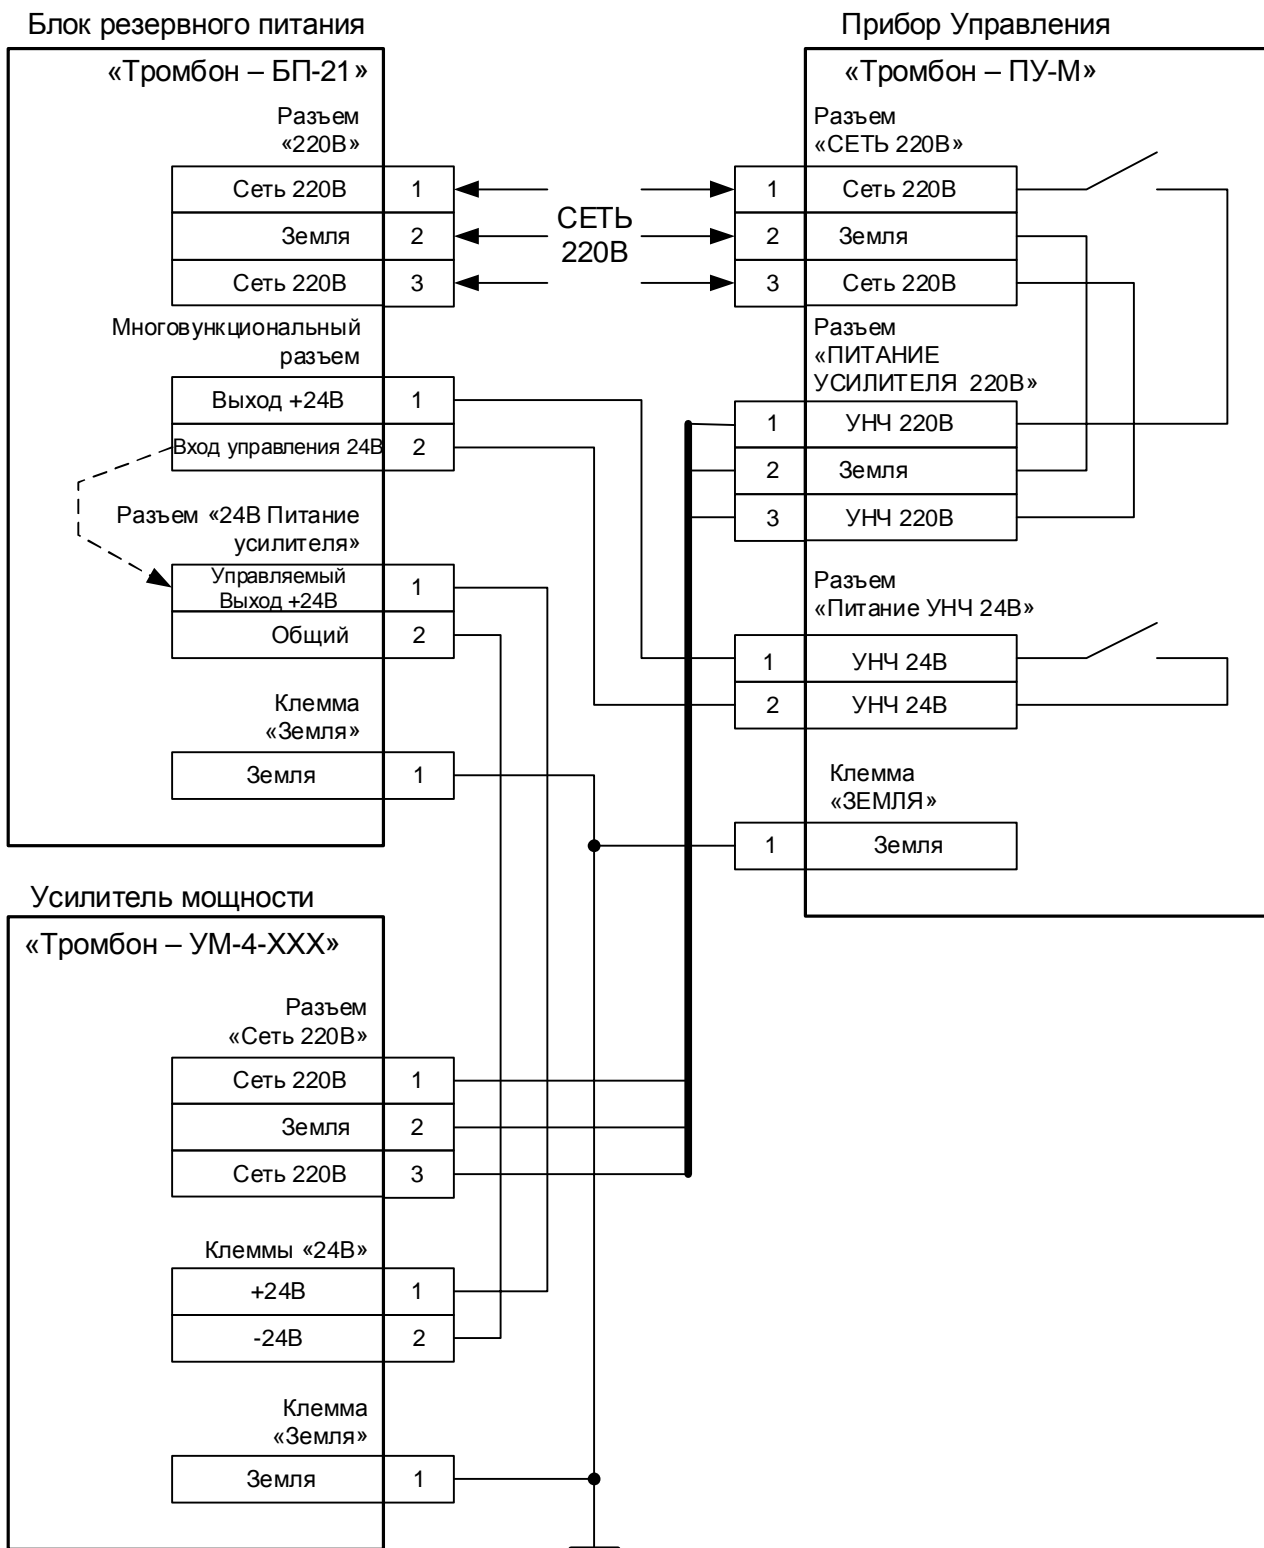 Блок резервного питания
«Тромбон – БП-21»
Разъем
«220В»
Сеть 220В 1
Земля 2
Сеть 220В 3
Многовункциональный
разъем
Выход +24В 1
Вход управления 24В 2
Разъем «24В Питание
усилителя»
Управляемый
Выход +24В 1
Общий 2
Клемма
«Земля»
Земля 1
СЕТЬ
220В
Прибор Управления
«Тромбон – ПУ-М»
Разъем
«СЕТЬ 220В»
1 Сеть 220В
2 Земля
3 Сеть 220В
Разъем
«ПИТАНИЕ
УСИЛИТЕЛЯ 220В»
1 УНЧ 220В
2 Земля
3 УНЧ 220В
Разъем
«Питание УНЧ 24В»
1 УНЧ 24В
2 УНЧ 24В
Клемма
«ЗЕМЛЯ»
1 Земля
Усилитель мощности
«Тромбон – УМ-4-ХХХ»
Разъем
«Сеть 220В»
Сеть 220В 1
Земля 2
Сеть 220В 3
Клеммы «24В»
+24В 1
-24В 2
Клемма
«Земля»
Земля 1